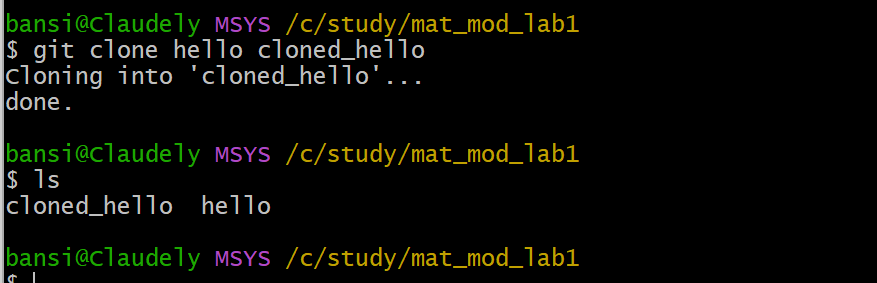 bansi@Claudely MSYS /c/study/mat_mod_lab1
$ git clone hello cloned_hello
Cloning into 'cloned_hello'...
done.
bansi@Claudely MSYS /c/study/mat_mod_lab1
$ ls
cloned_hello  hello
bansi@Claudely MSYS /c/study/mat_mod_lab1
$